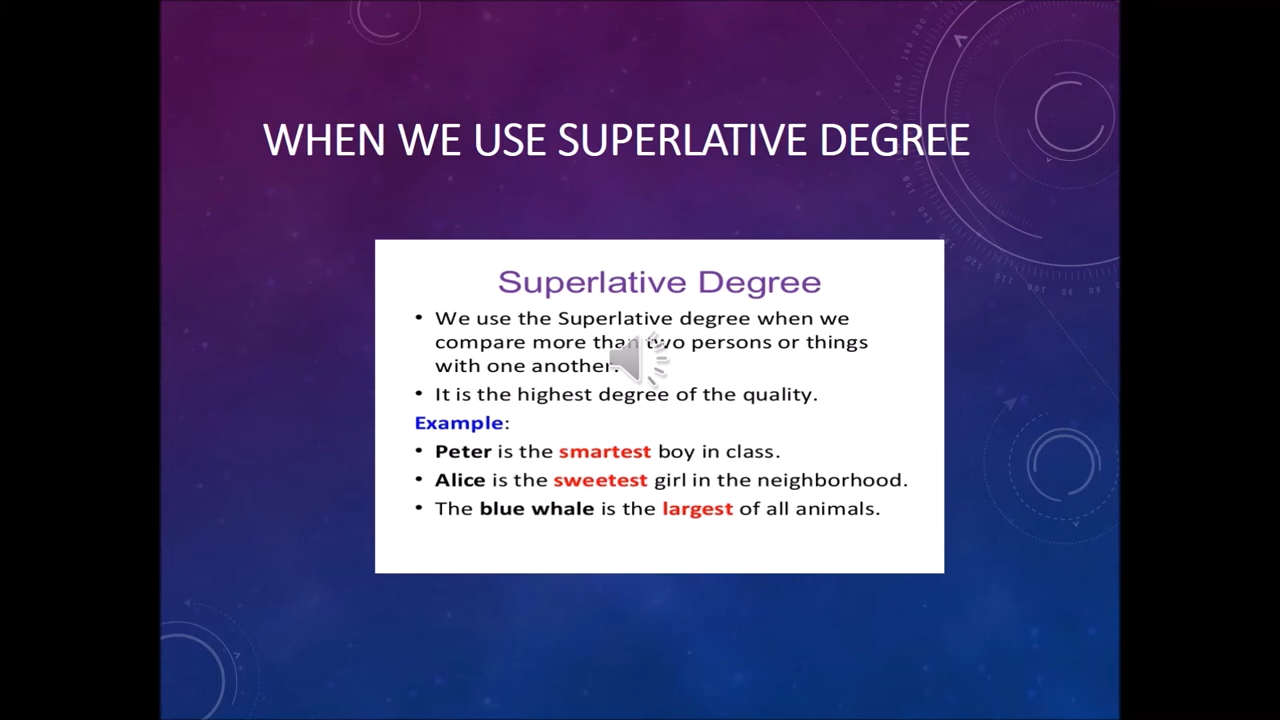 WHEN WE USE SUPERLATIVE DEGREE
Superlative Degree
• We use the Superlative degree when we
compare more than two persons or things
with one another.
• It is the highest degree of the quality.
Example:
• Peter is the smartest boy in class.
• Alice is the sweetest girl in the neighborhood.
• The blue whale is the largest of all animals.